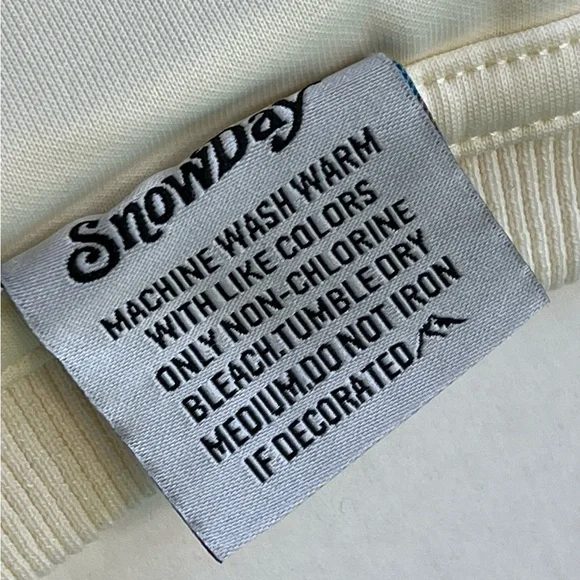 SnowDay
MACHINE WASH WARM
WITH LIKE COLORS
ONLY NON-CHLORINE
BLEACH.TUMBLE DRY
MEDIUM.DO NOT IRON
IF DECORATED